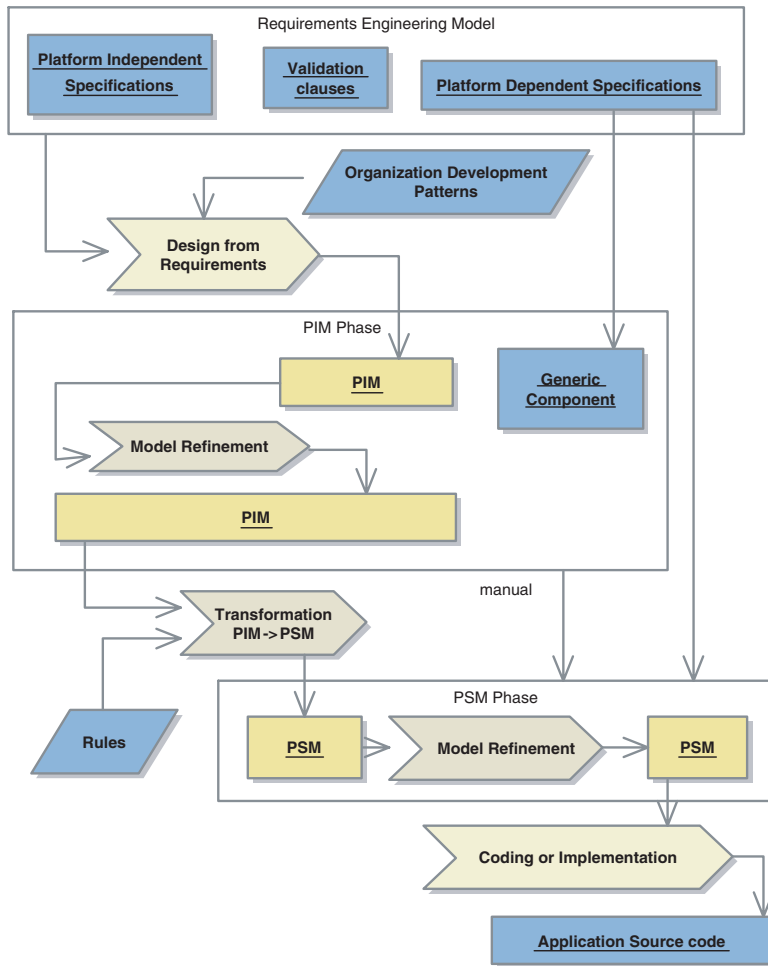 Requirements Engineering Model
Platform Independent
Specifications
Validation
clauses
Platform Dependent Specifications
Organization Development
Patterns
Design from
Requirements
PIM Phase
PIM
Generic
Component
Model Refinement
PIM
manual
Transformation
PIM->PSM
PSM Phase
Rules
PSM
Model Refinement
PSM
Coding or Implementation
Application Source code